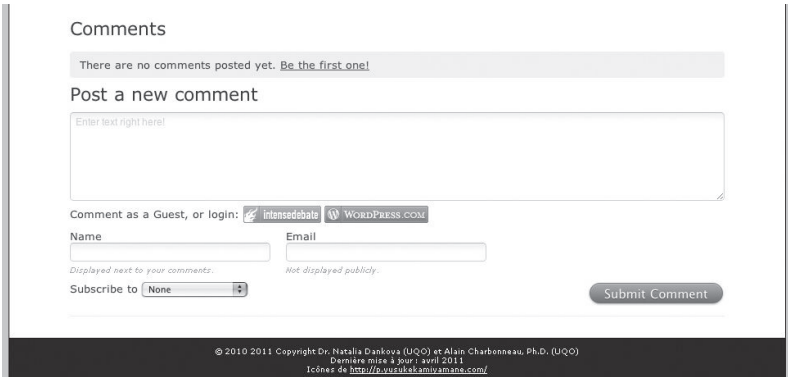 Comments
There are no comments posted yet. Be the first one!
Post a new comment
Enter text right here!
Comment as a Guest, or login: intensedebate WORDPRESS.COM
Name Email
Displayed next to your comments. Not displayed publicly.
Subscribe to None Submit Comment
© 2010 2011 Copyright Dr. Natalia Dankova (UQO) et Alain Charbonneau, Ph.D. (UQO)
Dernière mise à jour : avril 2011
Icônes de http://p.yusukekamiyamane.com/